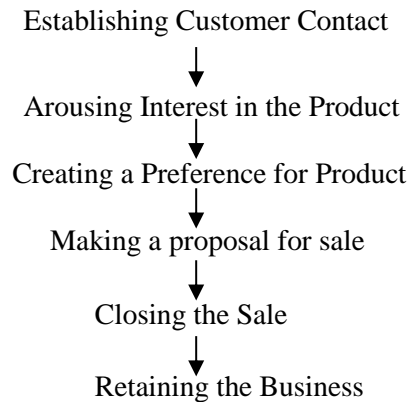 Establishing Customer Contact
Arousing Interest in the Product
Creating a Preference for Product
Making a proposal for sale
Closing the Sale
Retaining the Business